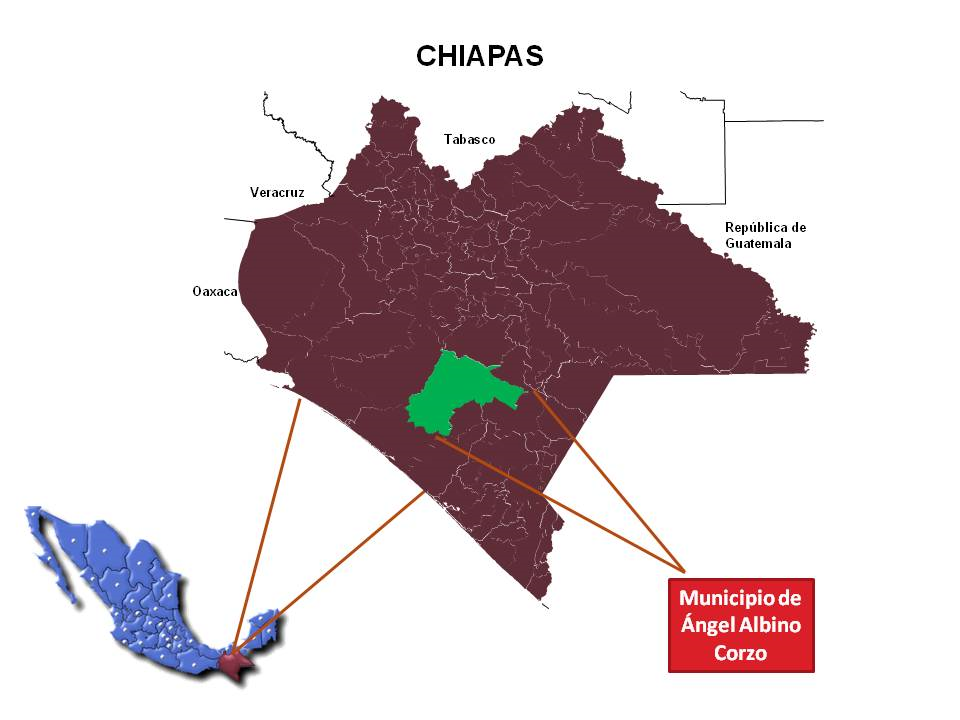 CHIAPAS
Tabasco
Veracruz
República de
Guatemala
Oaxaca
Municipio de
Ángel Albino
Corzo